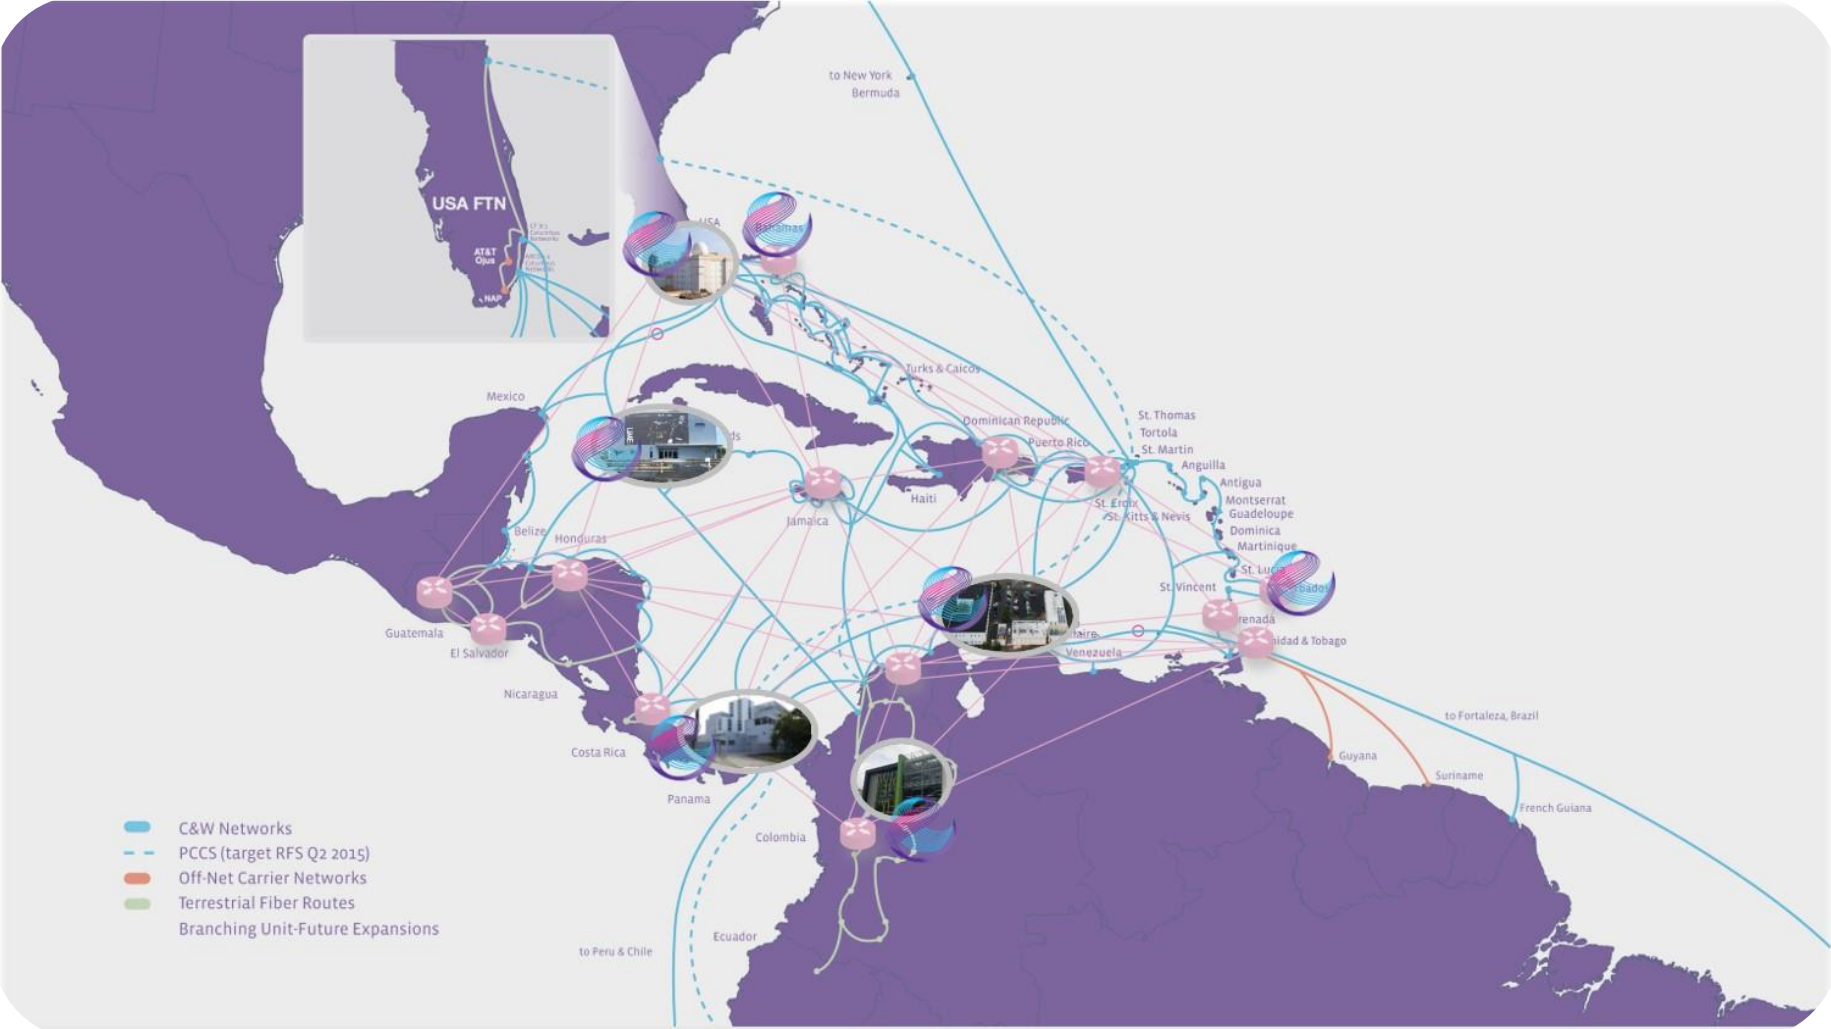 to New York
Bermuda
USA FTN
AT&T
Ojus
NAP
USA
Bahamas
Turks & Caicos
Mexico
Dominican Republic
Puerto Rico
St. Thomas
Tortola
St. Martin
Anguilla
Antigua
Montserrat
Guadeloupe
Dominica
Martinique
St. Lucia
St. Croix
St. Kitts & Nevis
Haiti
Jamaica
Belize
Honduras
St. Vincent
Guatemala
El Salvador
Venezuela
Nicaragua
Costa Rica
Panama
Colombia
to Fortaleza, Brazil
Guyana
Suriname
French Guiana
C&W Networks
PCCS (target RFS Q2 2015)
Off-Net Carrier Networks
Terrestrial Fiber Routes
Branching Unit-Future Expansions
Ecuador
to Peru & Chile